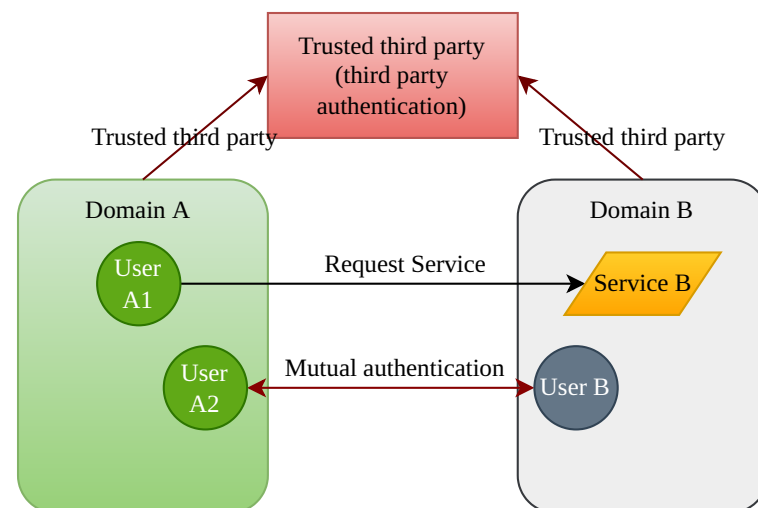 Trusted third party
(third party
authentication)
Trusted third party
Trusted third party
Domain A
Domain B
User
A1
Request Service
Service B
User
A2
Mutual authentication
User B